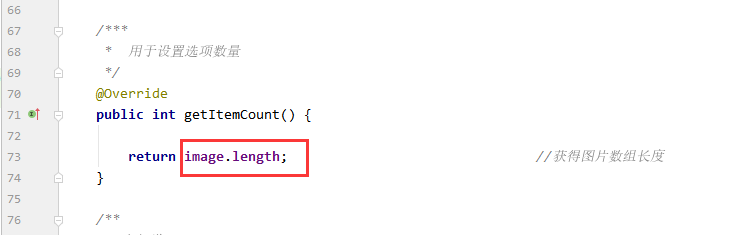 66
67 /***
68 * 用于设置选项数量
69 */
70 @Override
71 public int getItemCount() {
72
73 return image.length; //获得图片数组长度
74 }
75
76 /**